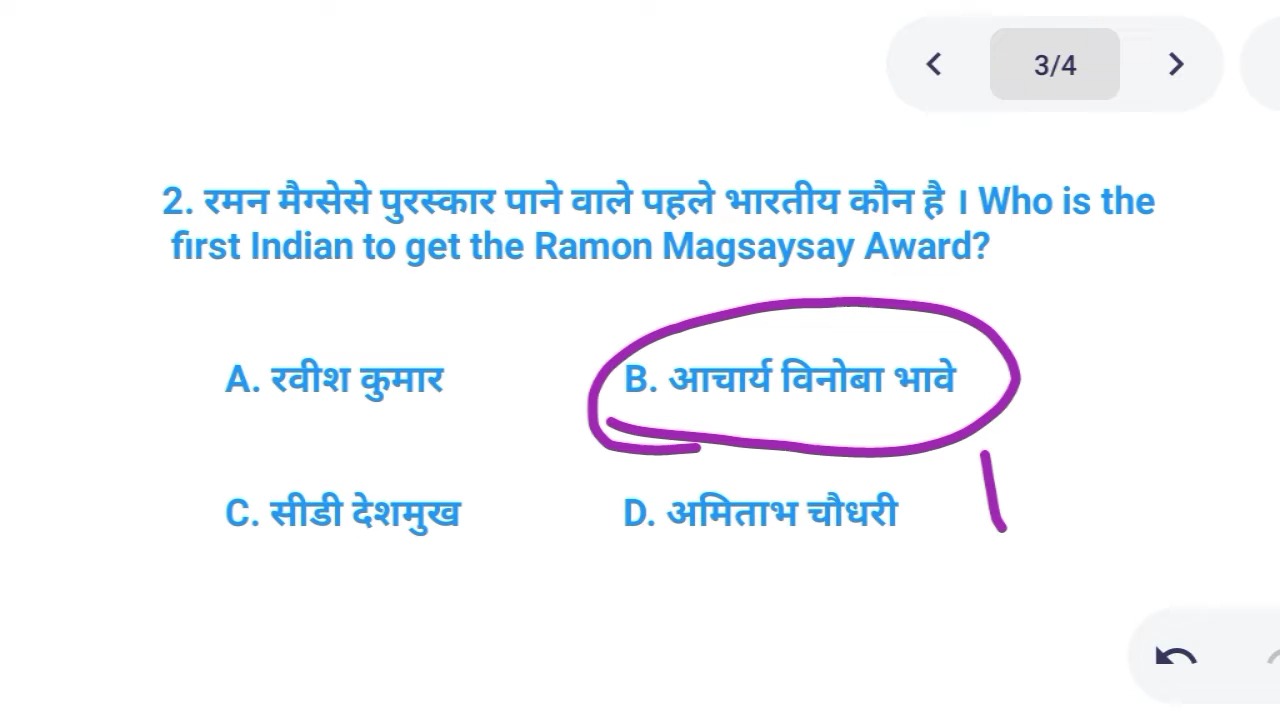 3/4
2. रमन मैग्सेसे पुरस्कार पाने वाले पहले भारतीय कौन है । Who is the
first Indian to get the Ramon Magsaysay Award?
A. रवीश कुमार B. आचार्य विनोबा भावे
C. सीडी देशमुख D. अमिताभ चौधरी